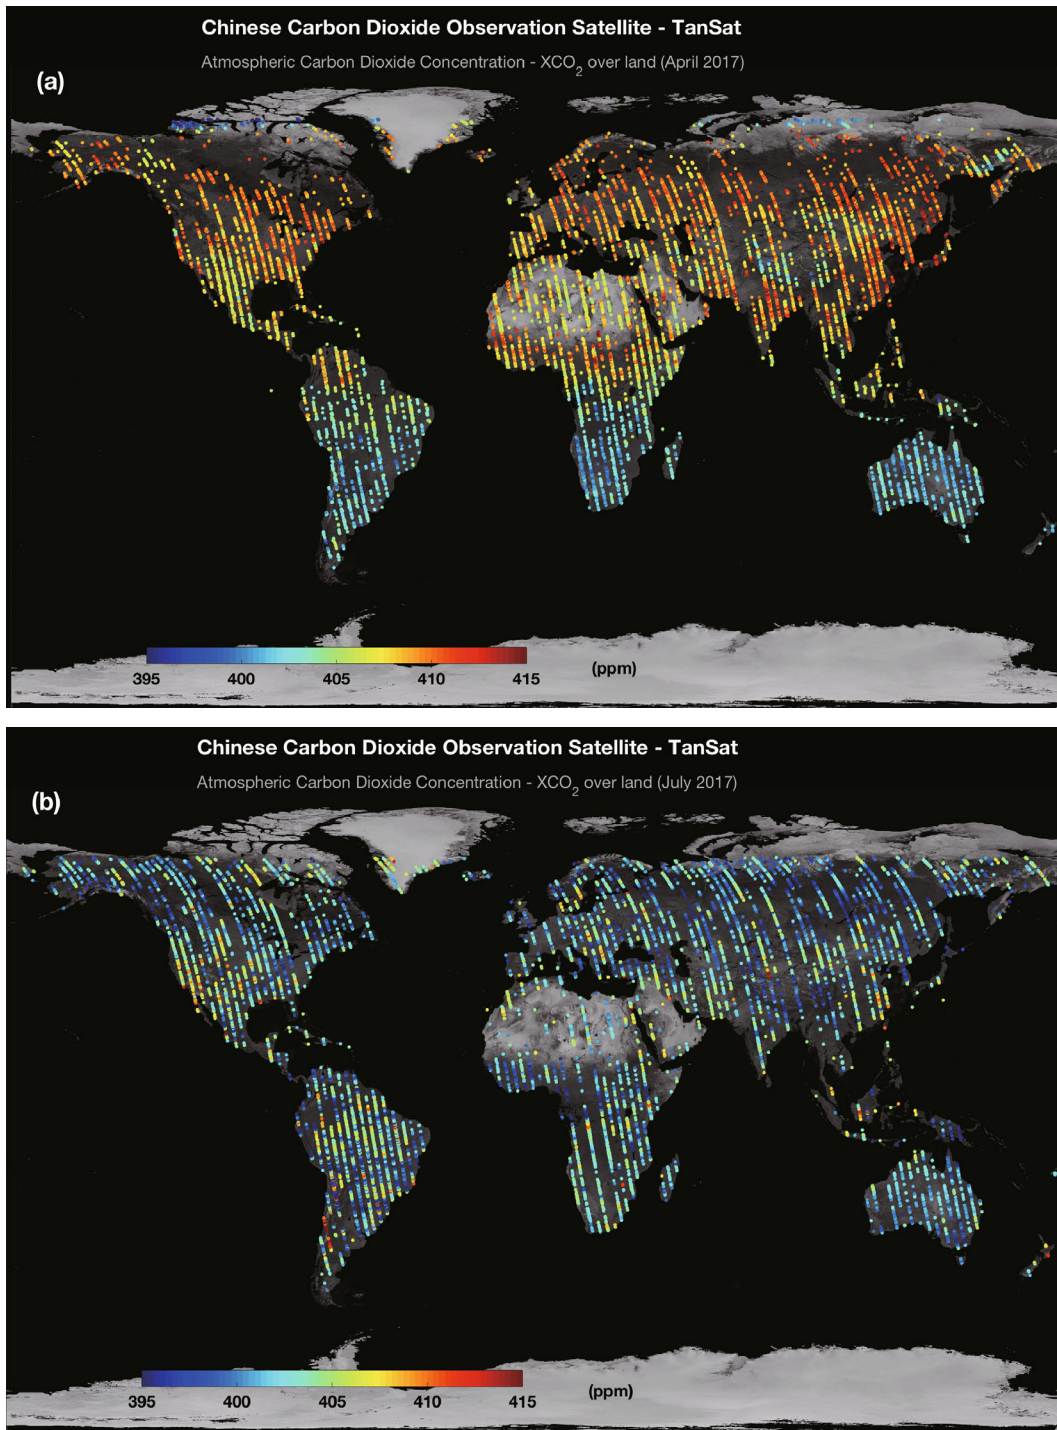 Chinese Carbon Dioxide Observation Satellite - TanSat
Atmospheric Carbon Dioxide Concentration - XCO₂ over land (April 2017)
(a)
395 400 405 410 415 (ppm)
Chinese Carbon Dioxide Observation Satellite - TanSat
Atmospheric Carbon Dioxide Concentration - XCO₂ over land (July 2017)
(b)
395 400 405 410 415 (ppm)